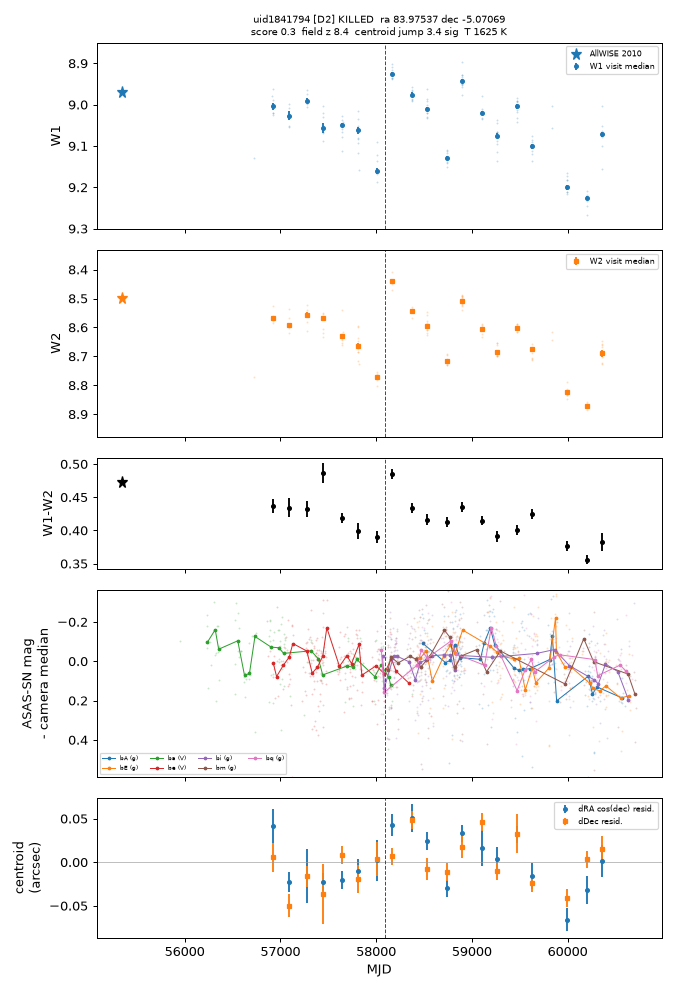 uid1841794 [D2] KILLED ra 83.97537 dec -5.07069
score 0.3 field z 8.4 centroid jump 3.4 sig T 1625 K
AllWISE 2010
W1 visit median
8.9
9.0
9.1
9.2
9.3
W1
W2 visit median
8.4
8.5
8.6
8.7
8.8
8.9
W2
0.50
0.45
0.40
0.35
W1-W2
−0.2
0.0
0.2
0.4
ASAS-SN mag
- camera median
bA (g)
ba (V)
bi (g)
bq (g)
bE (g)
be (V)
bm (g)
dRA cos(dec) resid.
dDec resid.
0.05
0.00
−0.05
centroid
(arcsec)
56000
57000
58000
59000
60000
MJD